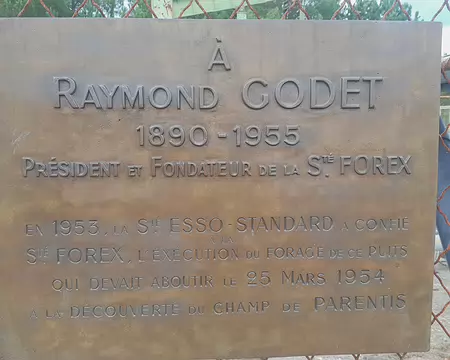 À
RAYMOND GODET
1890-1955
PRÉSIDENT ET FONDATEUR DE LA STÉ FOREX
EN 1953, LA STÉ ESSO-STANDARD A CONFIÉ
À LA
STÉ FOREX, L'EXÉCUTION DU FORAGE DE CE PUITS
QUI DEVAIT ABOUTIR LE 25 MARS 1954
A LA DÉCOUVERTE DU CHAMP DE PARENTIS